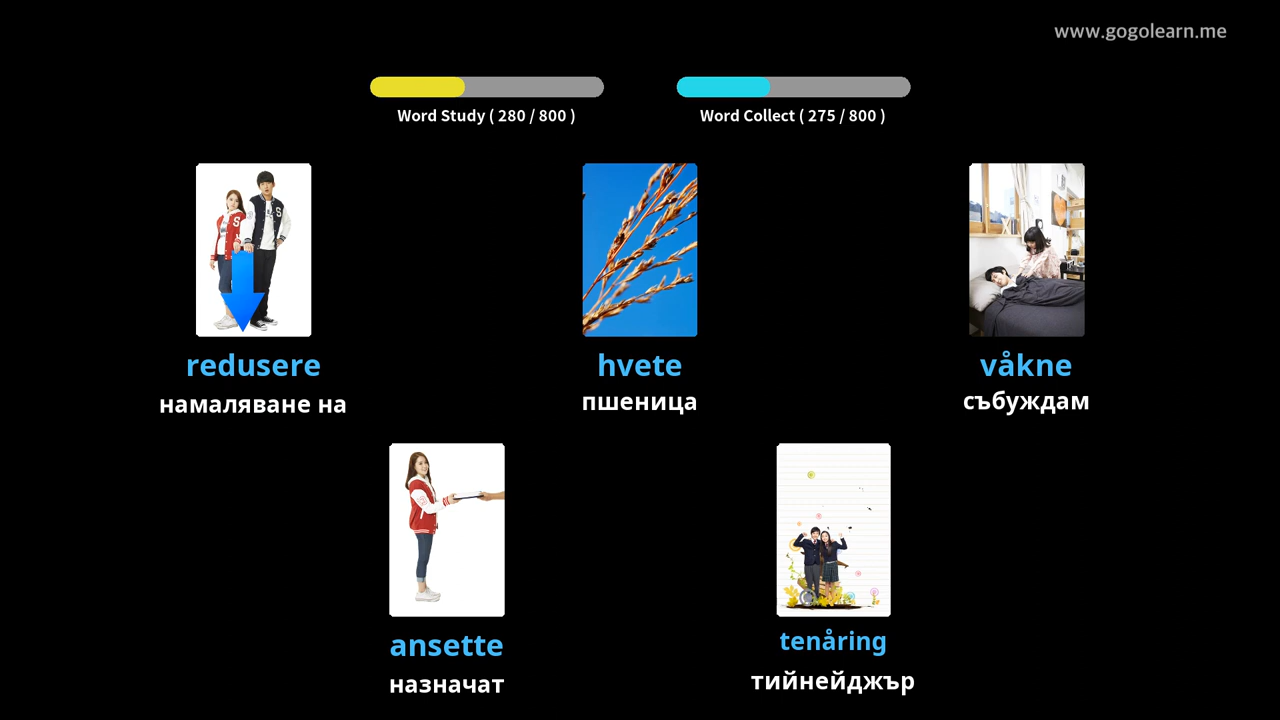 www.gogolearn.me
Word Study ( 280 / 800 )
Word Collect ( 275 / 800 )
redusere
намаляване на
hvete
пшеница
våkne
събуждам
ansette
назначат
tenåring
тийнейджър